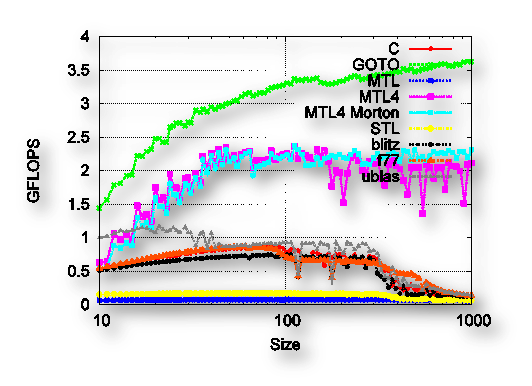 4
3.5
3
2.5
2
1.5
1
0.5
0
GFLOPS
10
100
1000
Size
C
GOTO
MTL
MTL4
MTL4 Morton
STL
blitz
f77
ublas